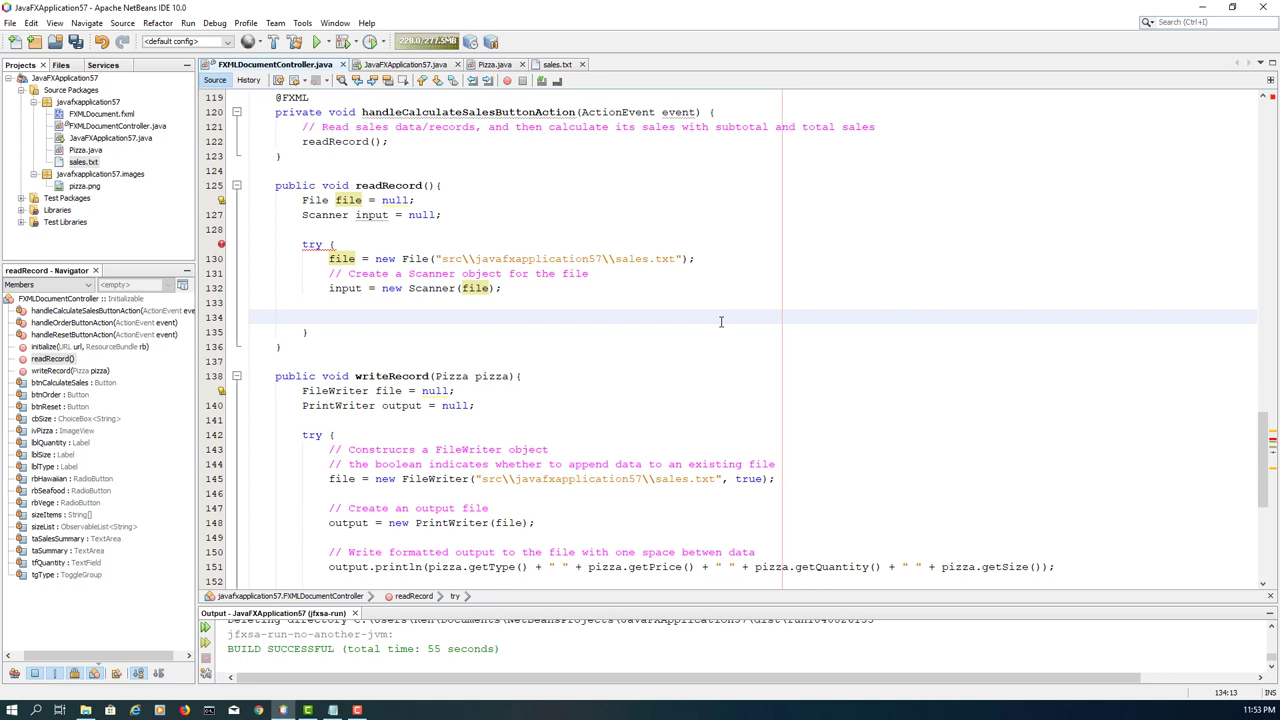 JavaFXApplication57 - Apache NetBeans IDE 10.0
File Edit View Navigate Source Refactor Run Debug Profile Team Tools Window Help
Search (Ctrl+I)
<default config>
228.0/277.5MB
Projects
Files
Services
JavaFXApplication57
Source Packages
javafxapplication57
FXMLDocument.fxml
FXMLDocumentController.java
JavaFXApplication57.java
Pizza.java
sales.txt
javafxapplication57.images
pizza.png
Test Packages
Libraries
Test Libraries
readRecord - Navigator
Members
<empty>
FXMLDocumentController :: Initializable
handleCalculateSalesButtonAction(ActionEvent eve
handleOrderButtonAction(ActionEvent event)
handleResetButtonAction(ActionEvent event)
initialize(URL url, ResourceBundle rb)
readRecord()
writeRecord(Pizza pizza)
btnCalculateSales : Button
btnOrder : Button
btnReset : Button
cbSize : ChoiceBox<String>
ivPizza : ImageView
lblQuantity : Label
lblSize : Label
lblType : Label
rbHawaiian : RadioButton
rbSeafood : RadioButton
rbVege : RadioButton
sizeItems : String[]
sizeList : ObservableList<String>
taSalesSummary : TextArea
taSummary : TextArea
tfQuantity : TextField
tgType : ToggleGroup
FXMLDocumentController.java
JavaFXApplication57.java
Pizza.java
sales.txt
Source
History
119 @FXML
120 private void handleCalculateSalesButtonAction(ActionEvent event) {
121 // Read sales data/records, and then calculate its sales with subtotal and total sales
122 readRecord();
123 }
124
125 public void readRecord(){
File file = null;
127 Scanner input = null;
128
try {
130 file = new File("src\\javafxapplication57\\sales.txt");
131 // Create a Scanner object for the file
132 input = new Scanner(file);
133
134
135 }
136 }
137
138 public void writeRecord(Pizza pizza){
FileWriter file = null;
140 PrintWriter output = null;
141
142 try {
143 // Construcrs a FileWriter object
144 // the boolean indicates whether to append data to an existing file
145 file = new FileWriter("src\\javafxapplication57\\sales.txt", true);
146
147 // Create an output file
148 output = new PrintWriter(file);
149
150 // Write formatted output to the file with one space betwen data
151 output.println(pizza.getType() + " " + pizza.getPrice() + " " + pizza.getQuantity() + " " + pizza.getSize());
152
javafxapplication57.FXMLDocumentController
readRecord
try
Output - JavaFXApplication57 (jfxsa-run)
jfxsa-run-no-another-jvm:
BUILD SUCCESSFUL (total time: 55 seconds)
134:13
INS
11:53 PM